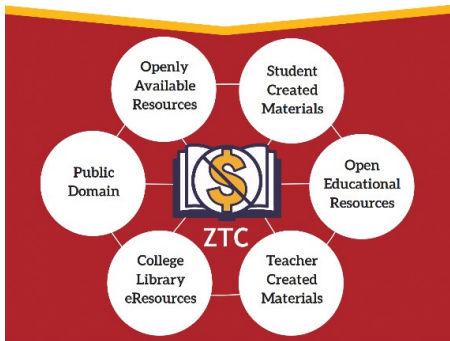 Openly
Available
Resources
Student
Created
Materials
Public
Domain
$
Open
Educational
Resources
ZTC
College
Library
eResources
Teacher
Created
Materials